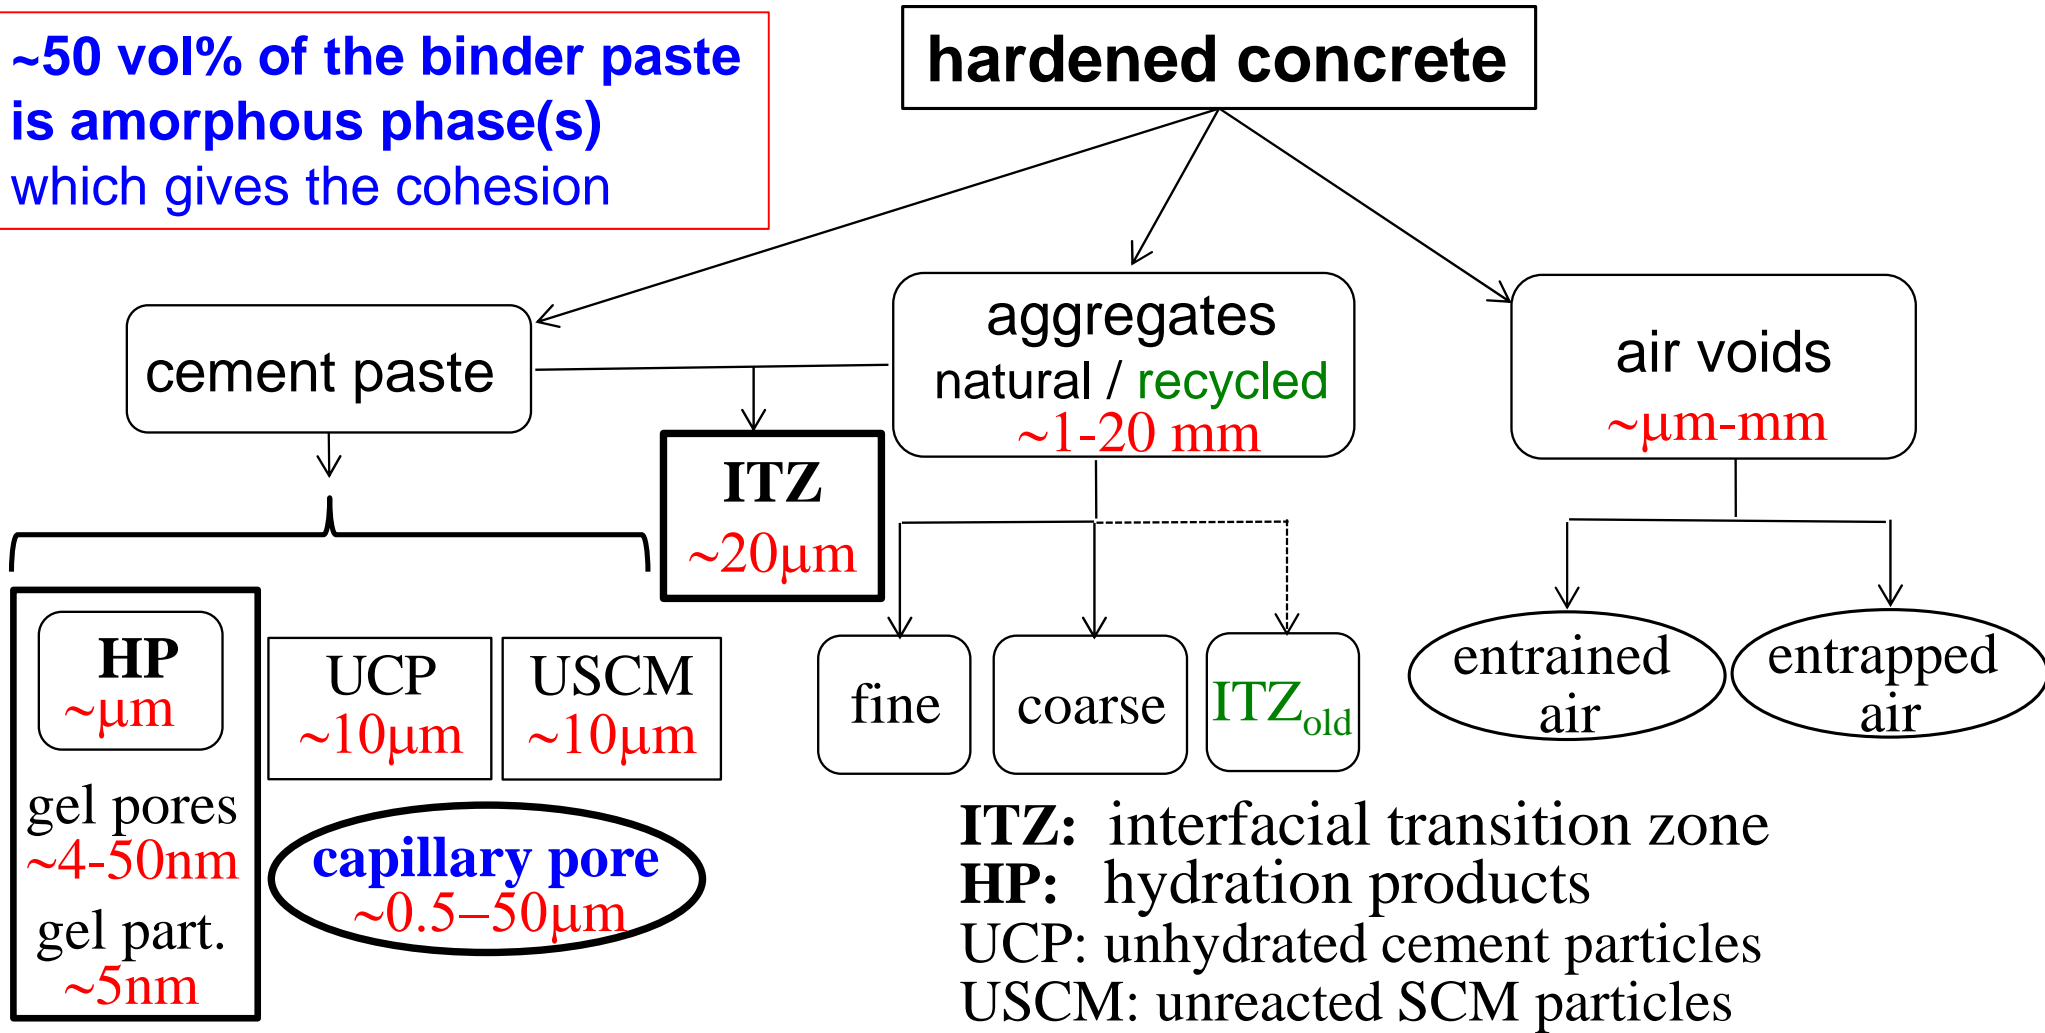 ~50 vol% of the binder paste
is amorphous phase(s)
which gives the cohesion
hardened concrete
cement paste
aggregates
natural / recycled
~1-20 mm
air voids
~μm-mm
ITZ
~20μm
HP
~μm
gel pores
~4-50nm
gel part.
~5nm
UCP
~10μm
USCM
~10μm
capillary pore
~0.5–50μm
fine
coarse
ITZold
entrained
air
entrapped
air
ITZ: interfacial transition zone
HP: hydration products
UCP: unhydrated cement particles
USCM: unreacted SCM particles